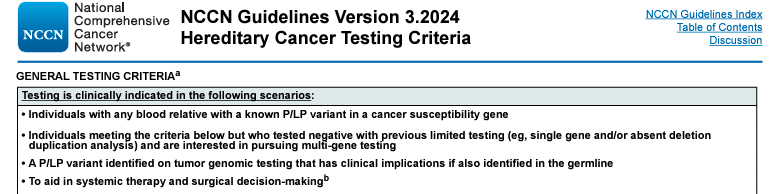 National
Comprehensive
Cancer
Network®
NCCN
NCCN Guidelines Version 3.2024
Hereditary Cancer Testing Criteria
NCCN Guidelines Index
Table of Contents
Discussion
GENERAL TESTING CRITERIAa
Testing is clinically indicated in the following scenarios:
• Individuals with any blood relative with a known P/LP variant in a cancer susceptibility gene
• Individuals meeting the criteria below but who tested negative with previous limited testing (eg, single gene and/or absent deletion
duplication analysis) and are interested in pursuing multi-gene testing
• A P/LP variant identified on tumor genomic testing that has clinical implications if also identified in the germline
• To aid in systemic therapy and surgical decision-makingb